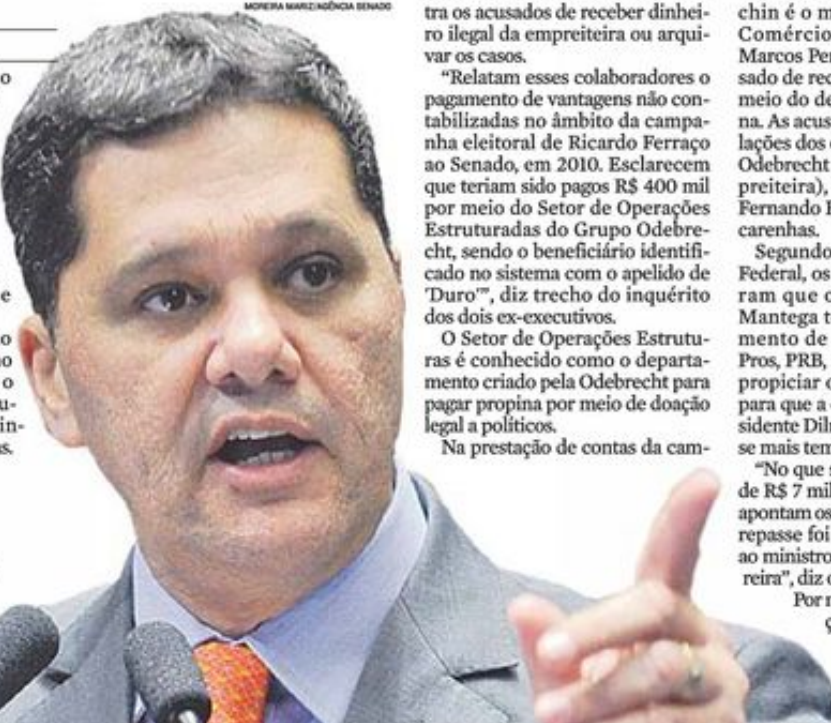 MOREIRA MARIZ/AGÊNCIA SENADO
o
e
o
o
o
u-
in-
s.
tra os acusados de receber dinhei-
ro ilegal da empreiteira ou arqui-
var os casos.
“Relatam esses colaboradores o
pagamento de vantagens não con-
tabilizadas no âmbito da campa-
nha eleitoral de Ricardo Ferraço
ao Senado, em 2010. Esclarecem
que teriam sido pagos R$ 400 mil
por meio do Setor de Operações
Estruturadas do Grupo Odebre-
cht, sendo o beneficiário identifi-
cado no sistema com o apelido de
‘Duro’”, diz trecho do inquérito
dos dois ex-executivos.
O Setor de Operações Estrutu-
ras é conhecido como o departa-
mento criado pela Odebrecht para
pagar propina por meio de doação
legal a políticos.
Na prestação de contas da cam-
chin é o m
Comércio
Marcos Per
sado de rec
meio do de
na. As acus
lações dos
Odebrecht
preiteira),
Fernando
carenhas.
Segundo
Federal, os
ram que
Mantega t
mento de
Pros, PRB,
propiciar
para que a
sidente Dil
se mais tem
“No que s
de R$ 7 mil
apontam os
repasse foi
ao ministro
reira”, diz
Por